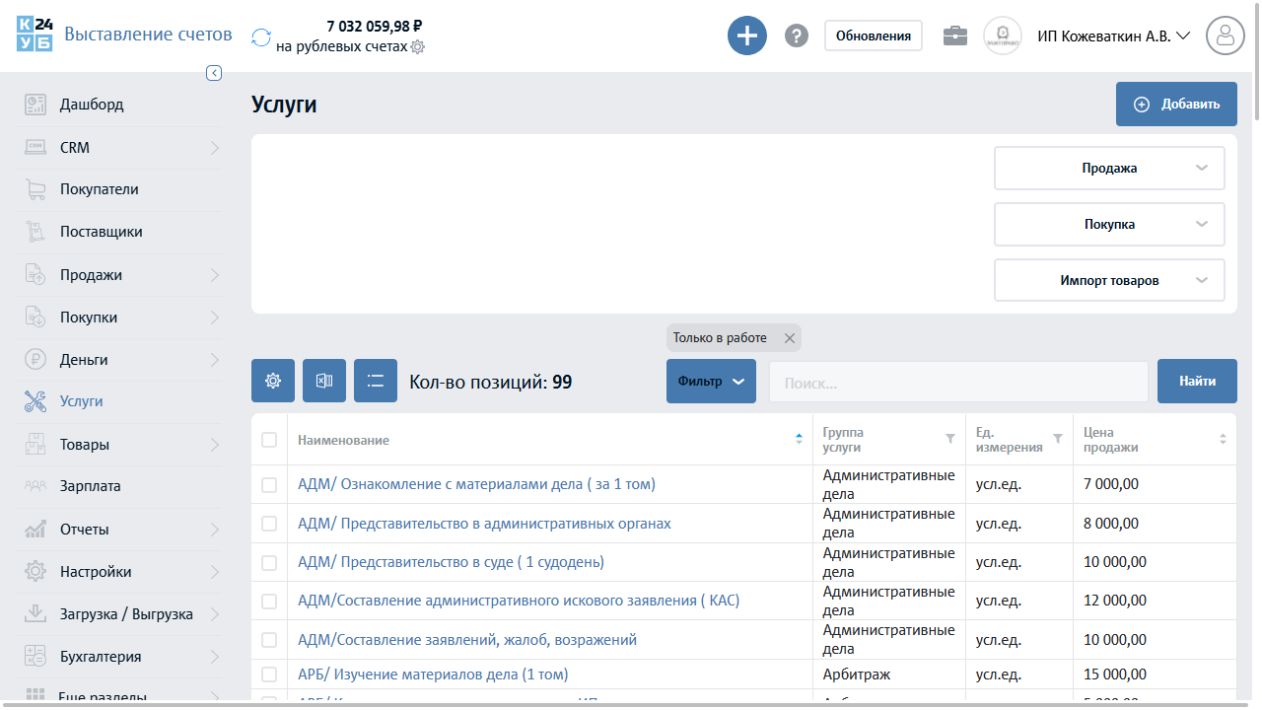 К 24
У Б
Выставление счетов
7 032 059,98 ₽
на рублевых счетах
Обновления
ИП Кожеваткин А.В.
Дашборд
CRM
Покупатели
Поставщики
Продажи
Покупки
Деньги
Услуги
Товары
Зарплата
Отчеты
Настройки
Загрузка / Выгрузка
Бухгалтерия
Еще разделы
Услуги
Добавить
Продажа
Покупка
Импорт товаров
Только в работе
Кол-во позиций: 99
Фильтр
Поиск...
Найти
Наименование
Группа
услуги
Ед.
измерения
Цена
продажи
АДМ/ Ознакомление с материалами дела ( за 1 том)
Административные
дела
усл.ед.
7 000,00
АДМ/ Представительство в административных органах
Административные
дела
усл.ед.
8 000,00
АДМ/ Представительство в суде ( 1 судодень)
Административные
дела
усл.ед.
10 000,00
АДМ/Составление административного искового заявления ( КАС)
Административные
дела
усл.ед.
12 000,00
АДМ/Составление заявлений, жалоб, возражений
Административные
дела
усл.ед.
10 000,00
АРБ/ Изучение материалов дела (1 том)
Арбитраж
усл.ед.
15 000,00